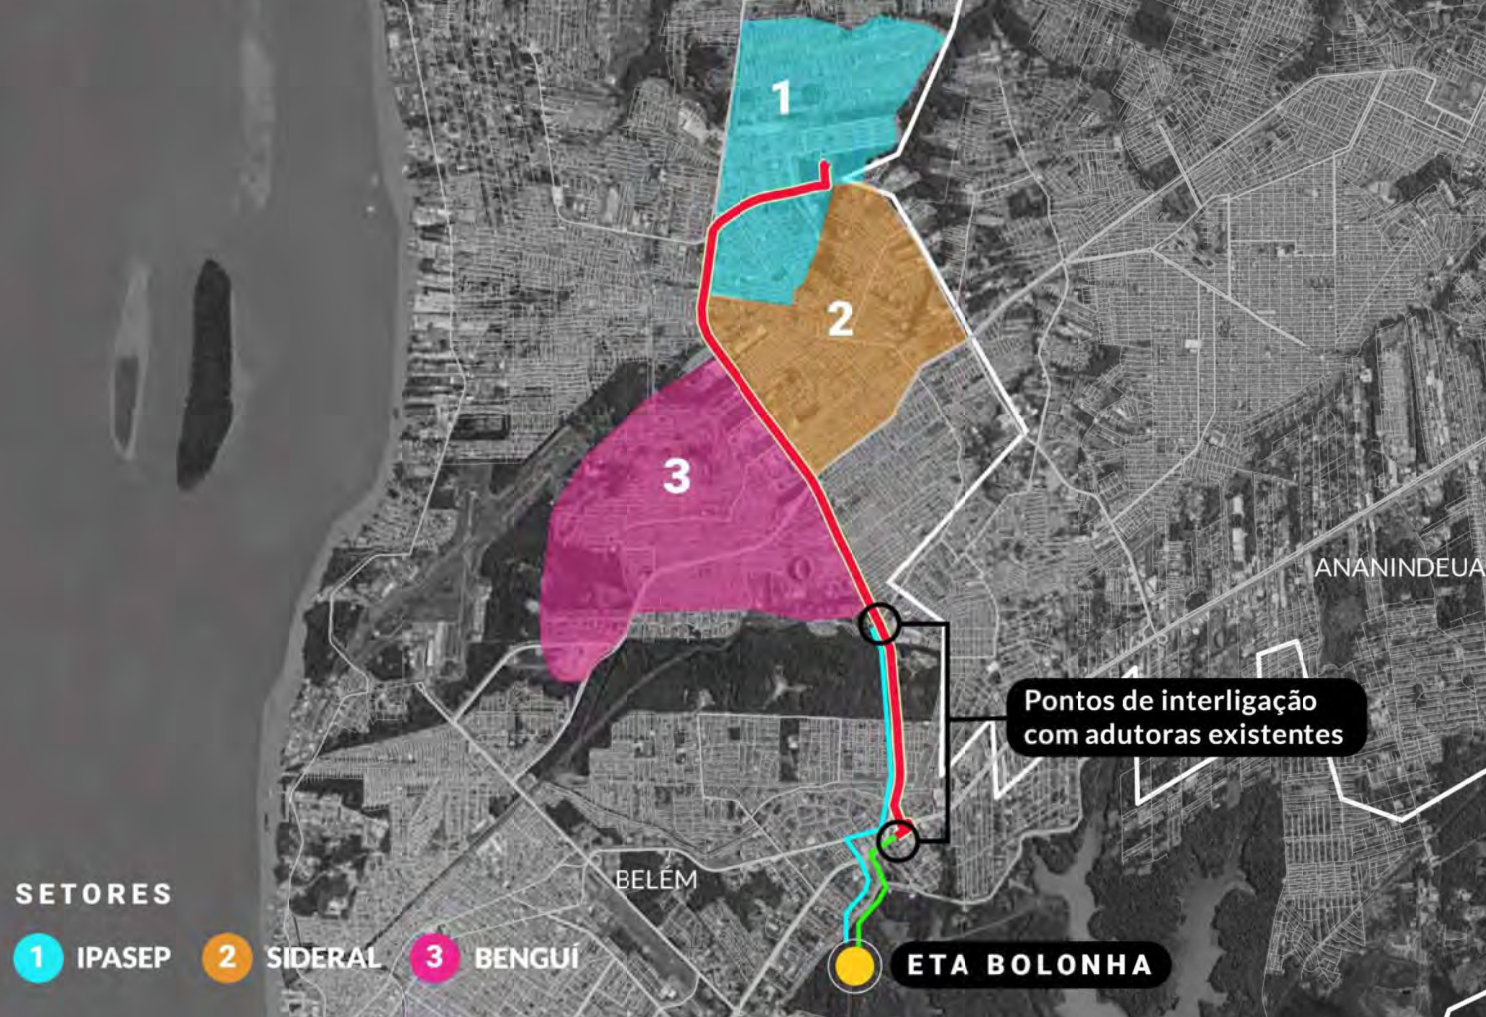 1
2
3
ANANINDEUA
Pontos de interligação
com adutoras existentes
BELÉM
SETORES
1 IPASEP 2 SIDERAL 3 BENGUÍ
ETA BOLONHA